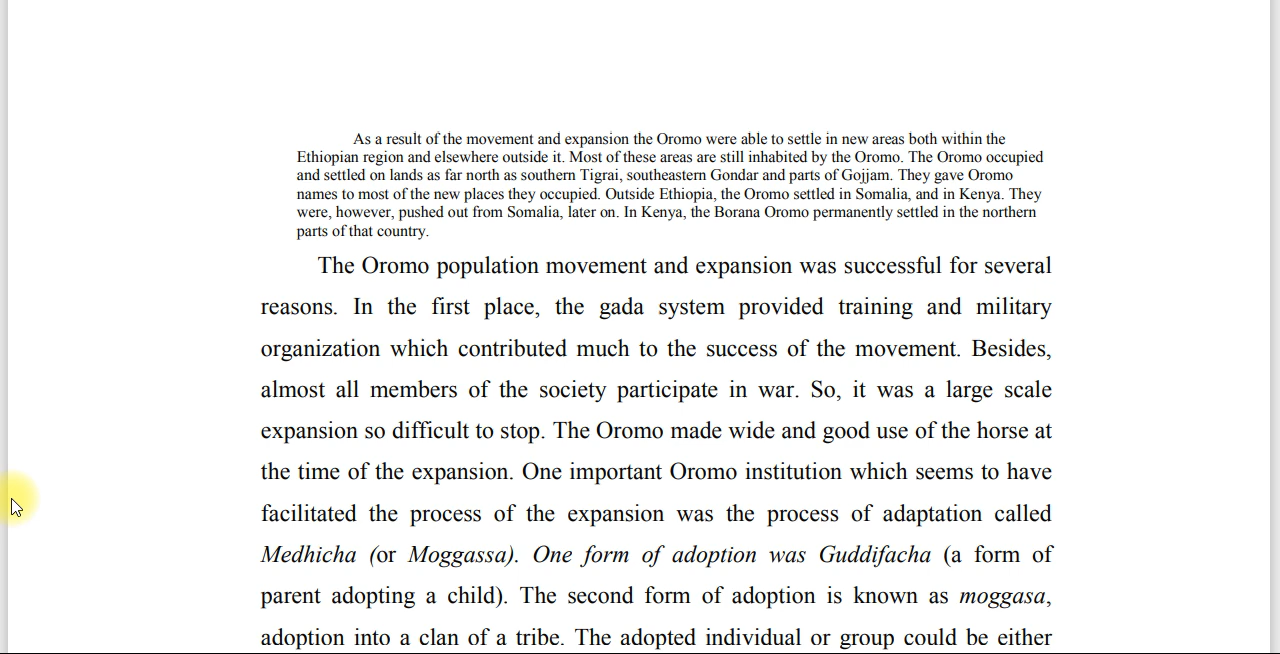 As a result of the movement and expansion the Oromo were able to settle in new areas both within the
Ethiopian region and elsewhere outside it. Most of these areas are still inhabited by the Oromo. The Oromo occupied
and settled on lands as far north as southern Tigrai, southeastern Gondar and parts of Gojjam. They gave Oromo
names to most of the new places they occupied. Outside Ethiopia, the Oromo settled in Somalia, and in Kenya. They
were, however, pushed out from Somalia, later on. In Kenya, the Borana Oromo permanently settled in the northern
parts of that country.
The Oromo population movement and expansion was successful for several
reasons. In the first place, the gada system provided training and military
organization which contributed much to the success of the movement. Besides,
almost all members of the society participate in war. So, it was a large scale
expansion so difficult to stop. The Oromo made wide and good use of the horse at
the time of the expansion. One important Oromo institution which seems to have
facilitated the process of the expansion was the process of adaptation called
Medhicha (or Moggassa). One form of adoption was Guddifacha (a form of
parent adopting a child). The second form of adoption is known as moggasa,
adoption into a clan of a tribe. The adopted individual or group could be either